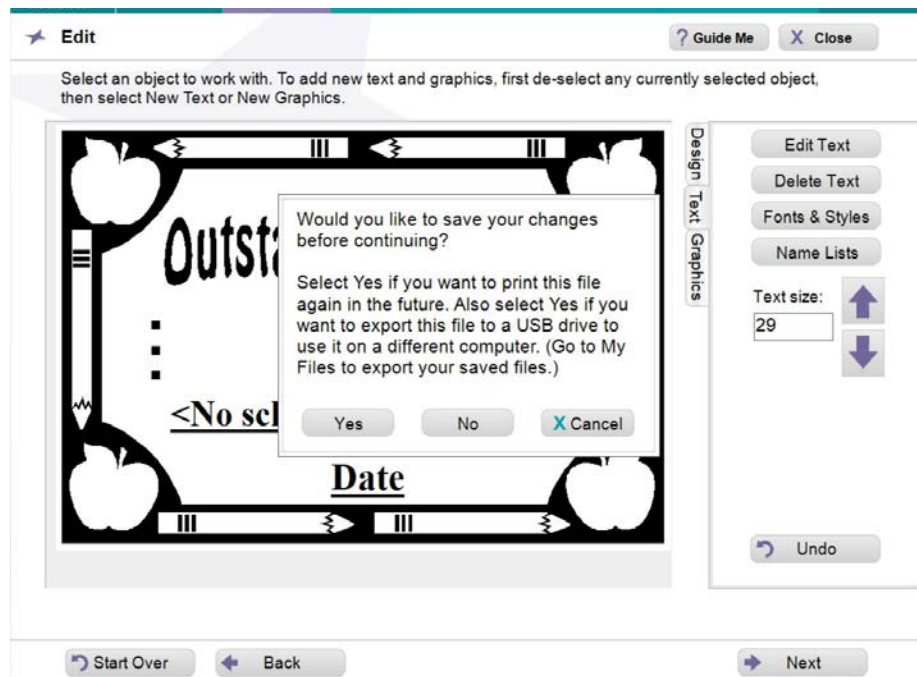 Edit
? Guide Me
X Close
Select an object to work with. To add new text and graphics, first de-select any currently selected object,
then select New Text or New Graphics.
Design
Text
Graphics
Edit Text
Delete Text
Fonts & Styles
Name Lists
Text size:
29
Undo
Outsta
<No scl
Date
Would you like to save your changes
before continuing?
Select Yes if you want to print this file
again in the future. Also select Yes if you
want to export this file to a USB drive to
use it on a different computer. (Go to My
Files to export your saved files.)
Yes
No
X Cancel
Start Over
Back
Next